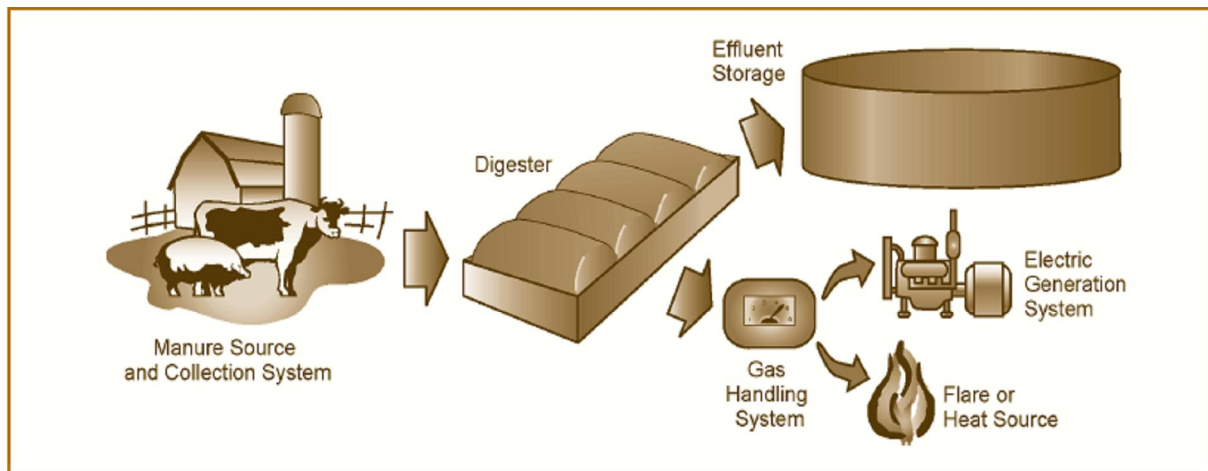 Effluent
Storage
Digester
Manure Source
and Collection System
Gas
Handling
System
Electric
Generation
System
Flare or
Heat Source